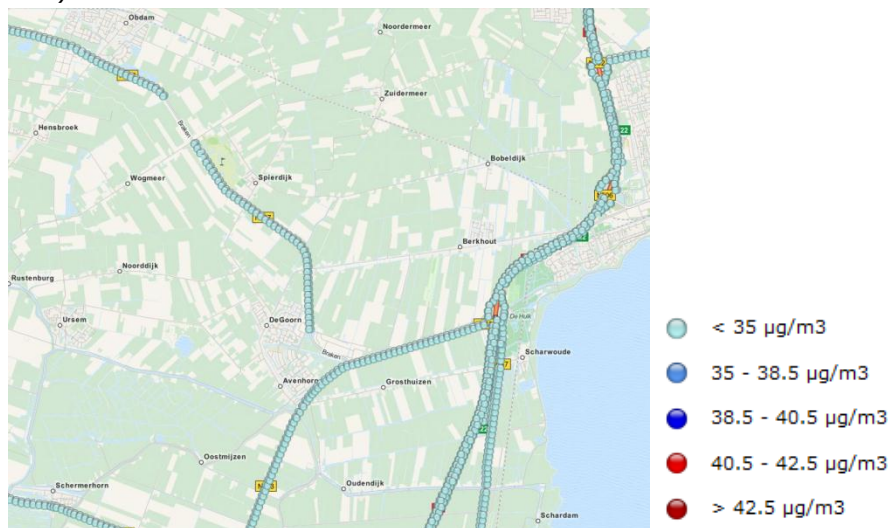 Obdam
Noordermeer
Zuidermeer
Hensbroek
Braken
Bobeldijk
Wogmeer
Spierdijk
Berkhout
Noorddijk
Rustenburg
De Hulk
Ursem
DeGoorn
Scharwoude
Braken
Avenhorn
Grosthuizen
Oostmijzen
Schermerhorn
Oudendijk
Schardam
< 35 µg/m3
35 - 38.5 µg/m3
38.5 - 40.5 µg/m3
40.5 - 42.5 µg/m3
> 42.5 µg/m3